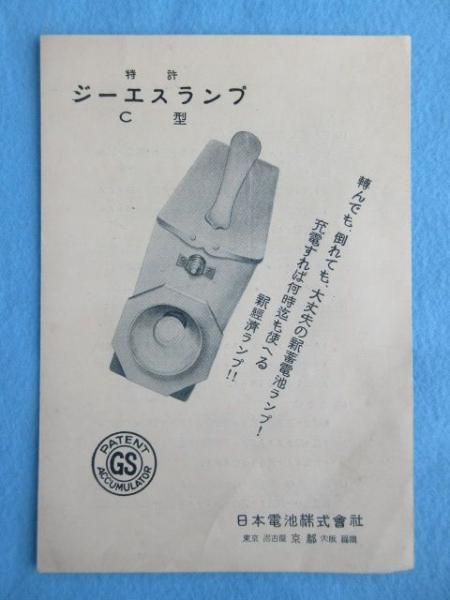 特許
ジーエスランプ
C型
轉んでも、倒れても、大丈夫の新蓄電池ランプ!
充電すれば何時迄も使へる
新經濟ランプ!!
PATENT
GS
ACCUMULATOR
日本電池株式會社
東京 名古屋 京都 大阪 福岡